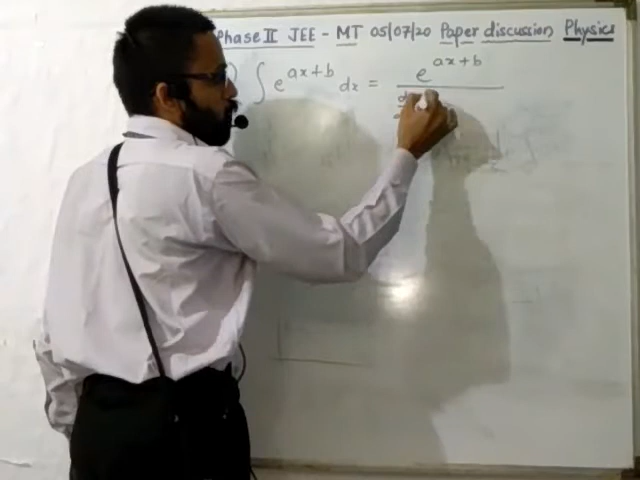 Phase II JEE - MT 05/07/20 Paper discussion Physics
) ∫ e^{ax+b} dx = e^{ax+b} / d